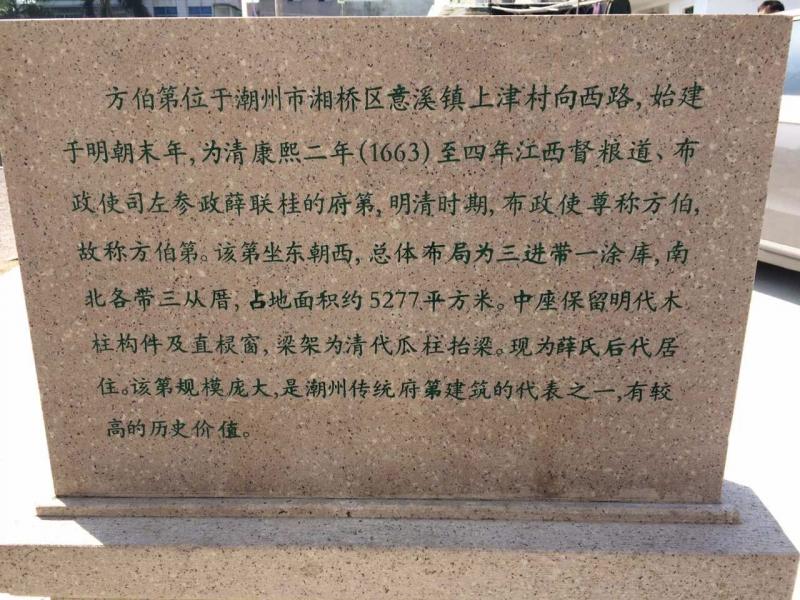 方伯第位于潮州市湘桥区意溪镇上津村向西路,始建
于明朝末年,为清康熙二年(1663)至四年江西督粮道、布
政使司左参政薛联桂的府第,明清时期,布政使尊称方伯,
故称方伯第。该第坐东朝西,总体布局为三进带一涂库,南
北各带三从厝,占地面积约5277平方米。中座保留明代木
柱构件及直棂窗,梁架为清代瓜柱抬梁。现为薛氏后代居
住。该第规模庞大,是潮州传统府第建筑的代表之一,有较
高的历史价值。